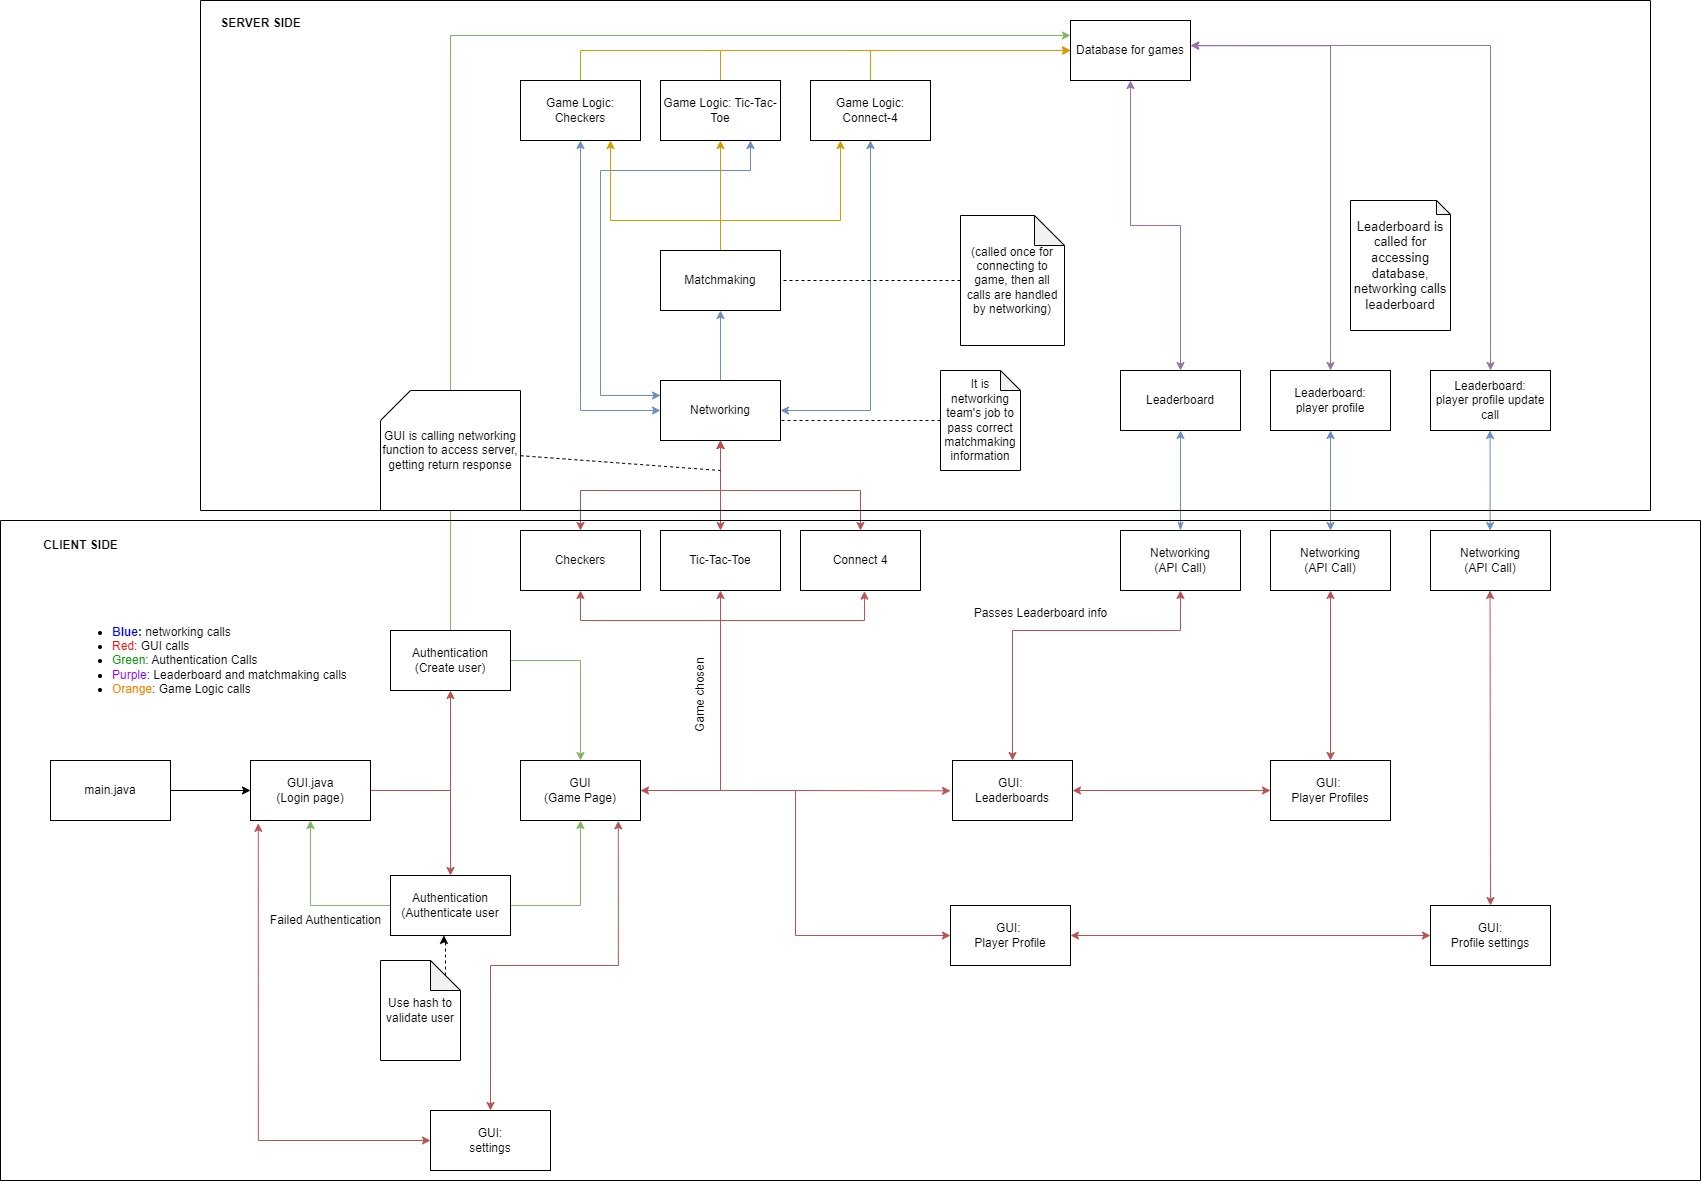 SERVER SIDE
Database for games
Game Logic:
Checkers
Game Logic: Tic-Tac-
Toe
Game Logic:
Connect-4
Matchmaking
(called once for
connecting to
game, then all
calls are handled
by networking)
Leaderboard is
called for
accessing
database,
networking calls
leaderboard
Networking
It is
networking
team's job to
pass correct
matchmaking
information
Leaderboard
Leaderboard:
player profile
Leaderboard:
player profile update
call
GUI is calling networking
function to access server,
getting return response
CLIENT SIDE
Checkers
Tic-Tac-Toe
Connect 4
Networking
(API Call)
Networking
(API Call)
Networking
(API Call)
Passes Leaderboard info
Blue: networking calls
Red: GUI calls
Green: Authentication Calls
Purple: Leaderboard and matchmaking calls
Orange: Game Logic calls
Authentication
(Create user)
Game chosen
main.java
GUI.java
(Login page)
GUI
(Game Page)
GUI:
Leaderboards
GUI:
Player Profiles
Authentication
(Authenticate user
Failed Authentication
GUI:
Player Profile
GUI:
Profile settings
Use hash to
validate user
GUI:
settings